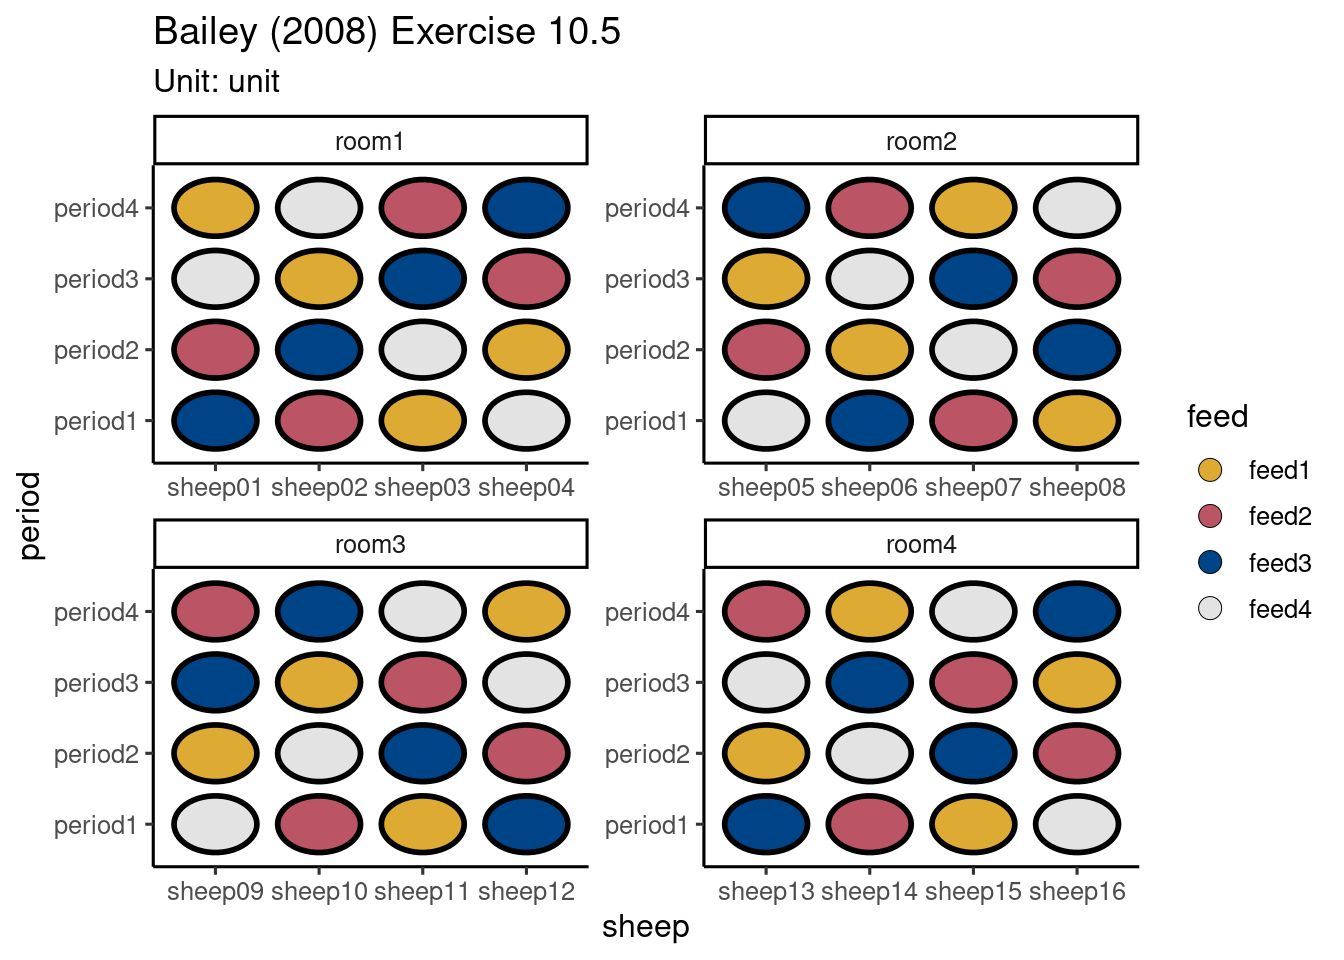 Bailey (2008) Exercise 10.5
Unit: unit
room1
room2
period4
period3
period2
period1
period4
period3
period2
period1
sheep01 sheep02 sheep03 sheep04
sheep05 sheep06 sheep07 sheep08
room3
room4
period4
period3
period2
period1
period4
period3
period2
period1
sheep09 sheep10 sheep11 sheep12
sheep13 sheep14 sheep15 sheep16
period
sheep
feed
feed1
feed2
feed3
feed4